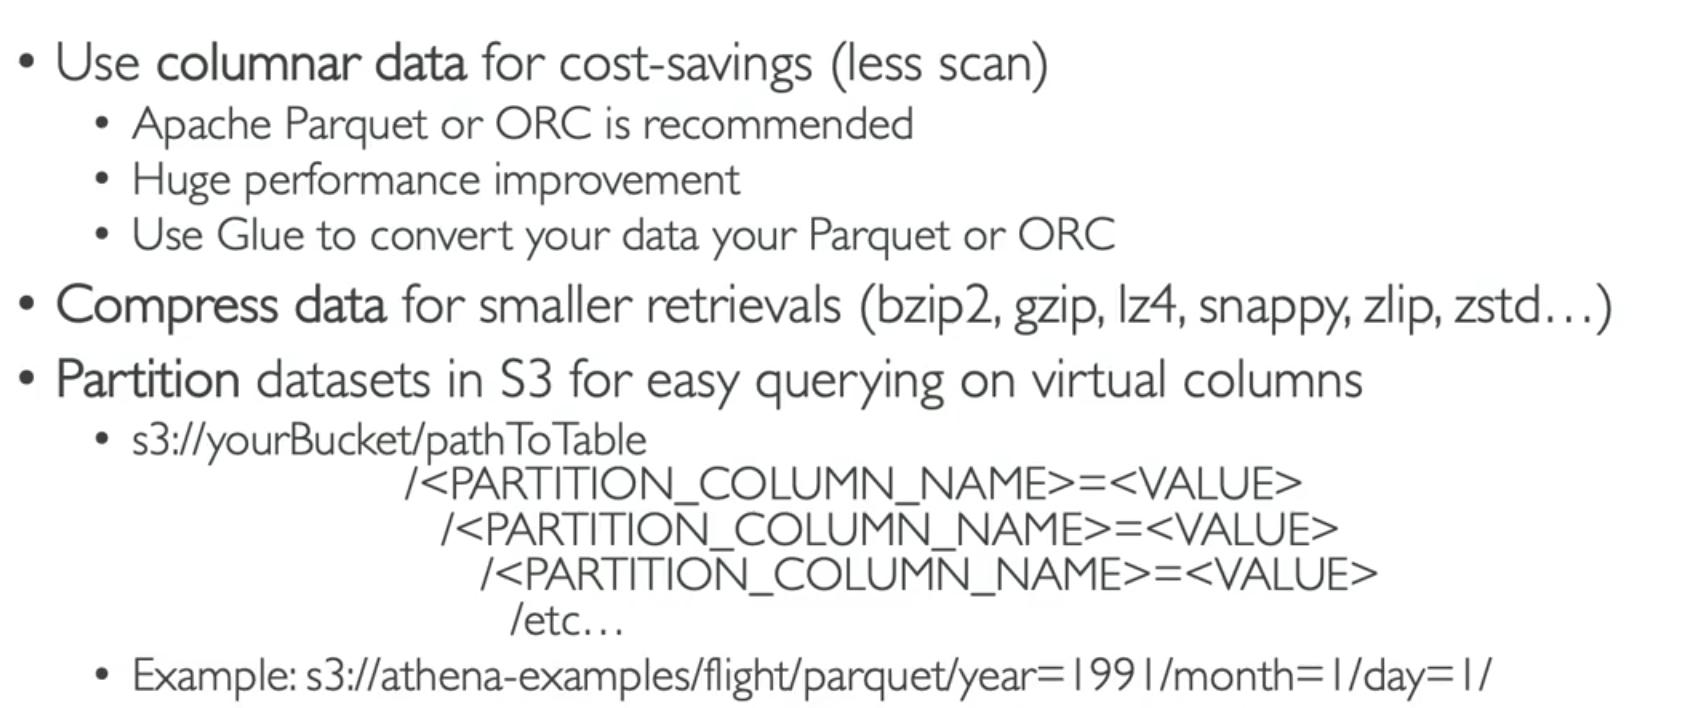 • Use columnar data for cost-savings (less scan)
• Apache Parquet or ORC is recommended
• Huge performance improvement
• Use Glue to convert your data your Parquet or ORC
• Compress data for smaller retrievals (bzip2, gzip, lz4, snappy, zlip, zstd…)
• Partition datasets in S3 for easy querying on virtual columns
• s3://yourBucket/pathToTable
/<PARTITION_COLUMN_NAME>=<VALUE>
/<PARTITION_COLUMN_NAME>=<VALUE>
/<PARTITION_COLUMN_NAME>=<VALUE>
/etc…
• Example: s3://athena-examples/flight/parquet/year=1991/month=1/day=1/